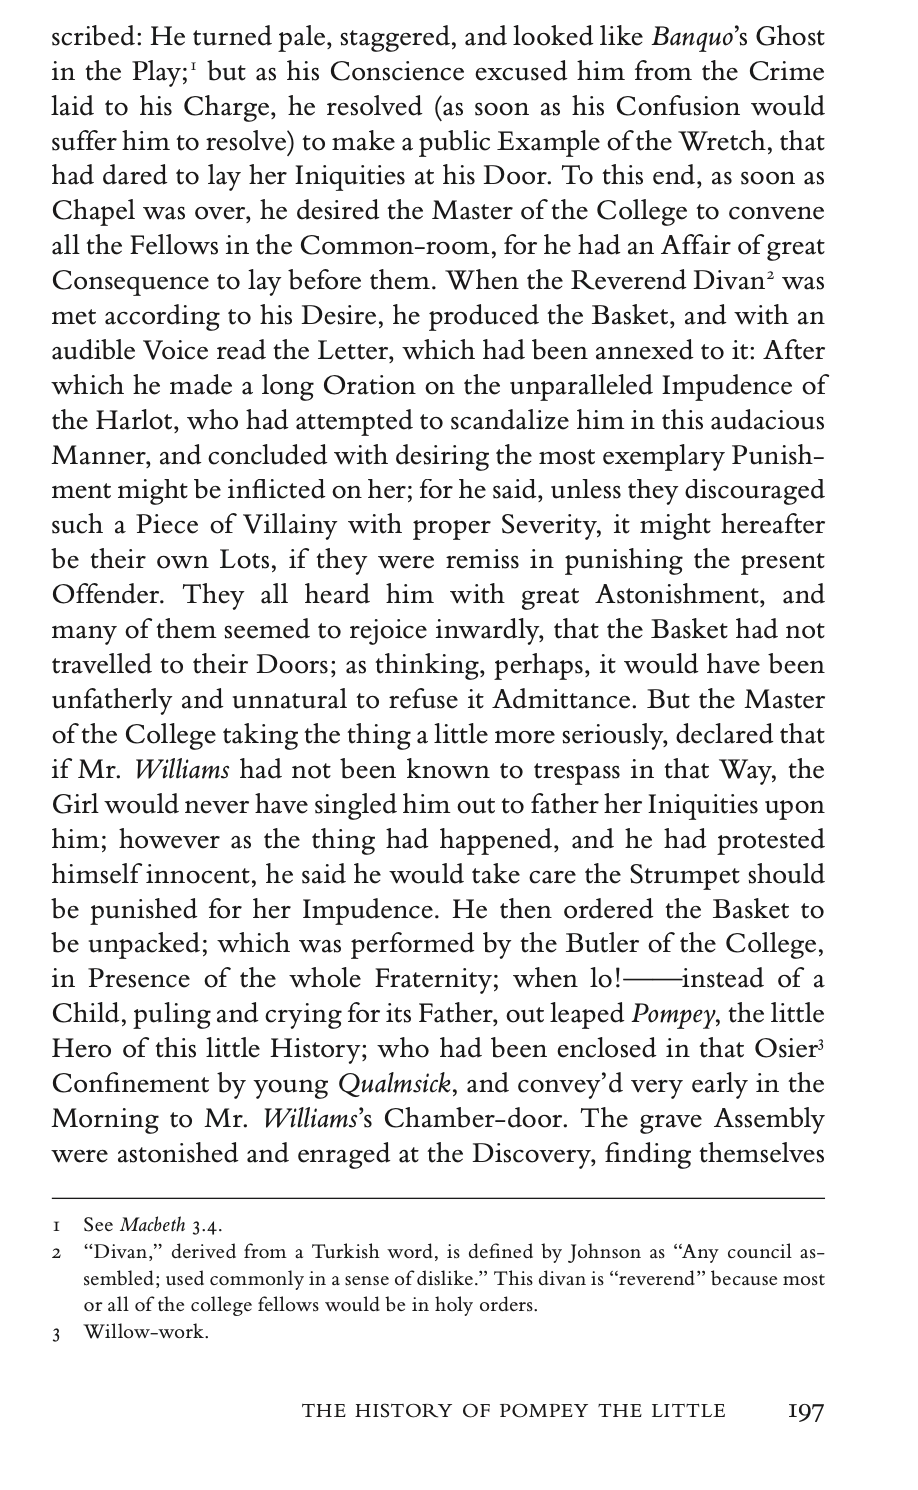 scribed: He turned pale, staggered, and looked like Banquo’s Ghost
in the Play;¹ but as his Conscience excused him from the Crime
laid to his Charge, he resolved (as soon as his Confusion would
suffer him to resolve) to make a public Example of the Wretch, that
had dared to lay her Iniquities at his Door. To this end, as soon as
Chapel was over, he desired the Master of the College to convene
all the Fellows in the Common-room, for he had an Affair of great
Consequence to lay before them. When the Reverend Divan² was
met according to his Desire, he produced the Basket, and with an
audible Voice read the Letter, which had been annexed to it: After
which he made a long Oration on the unparalleled Impudence of
the Harlot, who had attempted to scandalize him in this audacious
Manner, and concluded with desiring the most exemplary Punish-
ment might be inflicted on her; for he said, unless they discouraged
such a Piece of Villainy with proper Severity, it might hereafter
be their own Lots, if they were remiss in punishing the present
Offender. They all heard him with great Astonishment, and
many of them seemed to rejoice inwardly, that the Basket had not
travelled to their Doors; as thinking, perhaps, it would have been
unfatherly and unnatural to refuse it Admittance. But the Master
of the College taking the thing a little more seriously, declared that
if Mr. Williams had not been known to trespass in that Way, the
Girl would never have singled him out to father her Iniquities upon
him; however as the thing had happened, and he had protested
himself innocent, he said he would take care the Strumpet should
be punished for her Impudence. He then ordered the Basket to
be unpacked; which was performed by the Butler of the College,
in Presence of the whole Fraternity; when lo!——instead of a
Child, puling and crying for its Father, out leaped Pompey, the little
Hero of this little History; who had been enclosed in that Osier³
Confinement by young Qualmsick, and convey’d very early in the
Morning to Mr. Williams’s Chamber-door. The grave Assembly
were astonished and enraged at the Discovery, finding themselves
1 See Macbeth 3.4.
2 “Divan,” derived from a Turkish word, is defined by Johnson as “Any council as-
sembled; used commonly in a sense of dislike.” This divan is “reverend” because most
or all of the college fellows would be in holy orders.
3 Willow-work.
THE HISTORY OF POMPEY THE LITTLE 197